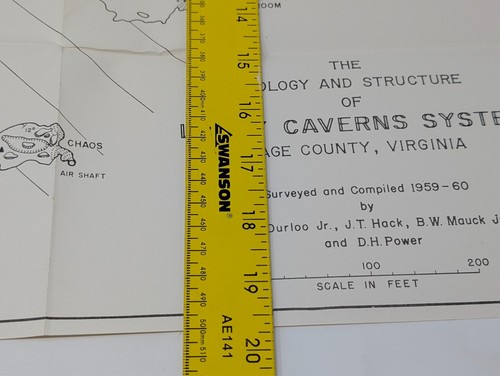 100M
THE
OLOGY AND STRUCTURE
OF
CAVERNS SYSTE
AGE COUNTY, VIRGINIA
12'
CHAOS
AIR SHAFT
Surveyed and Compiled 1959-60
by
Durloo Jr., J.T. Hack, B.W. Mauck J
and D.H. Power
100 200
SCALE IN FEET
14
15
16
17
18
19
20
SWANSON®
AE141